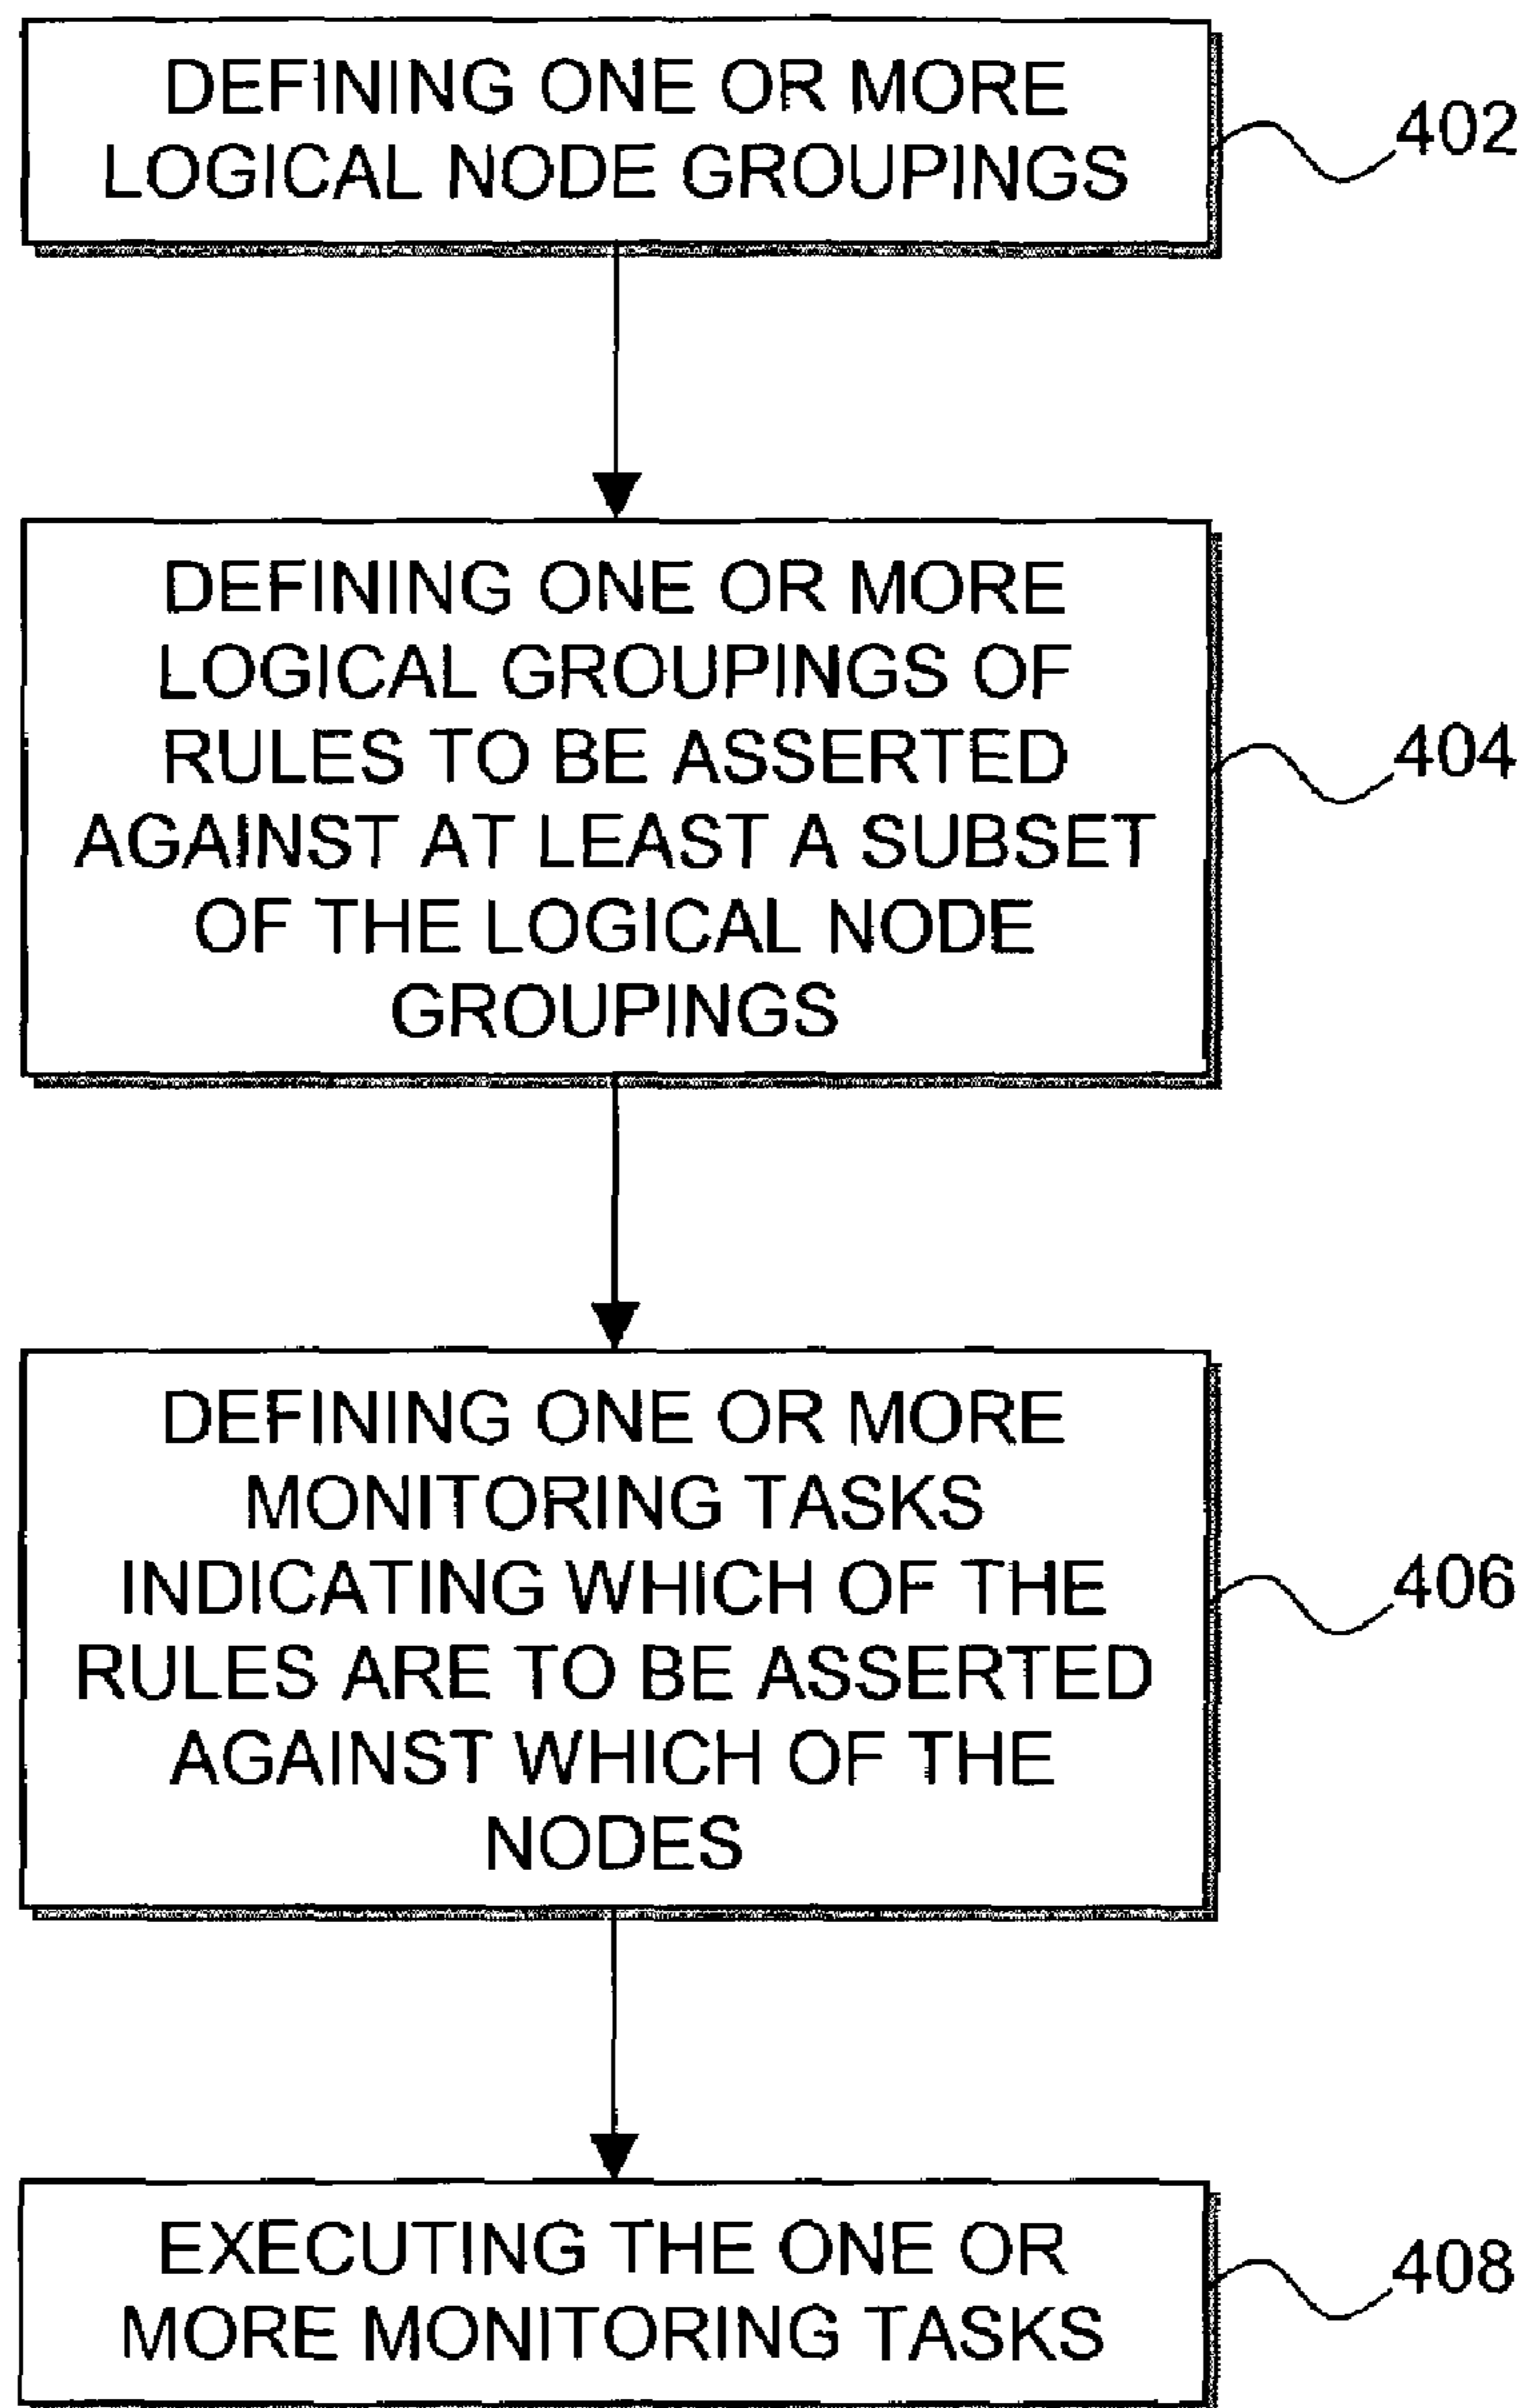 DEFINING ONE OR MORE
LOGICAL NODE GROUPINGS
402
DEFINING ONE OR MORE
LOGICAL GROUPINGS OF
RULES TO BE ASSERTED
AGAINST AT LEAST A SUBSET
OF THE LOGICAL NODE
GROUPINGS
404
DEFINING ONE OR MORE
MONITORING TASKS
INDICATING WHICH OF THE
RULES ARE TO BE ASSERTED
AGAINST WHICH OF THE
NODES
406
EXECUTING THE ONE OR
MORE MONITORING TASKS
408